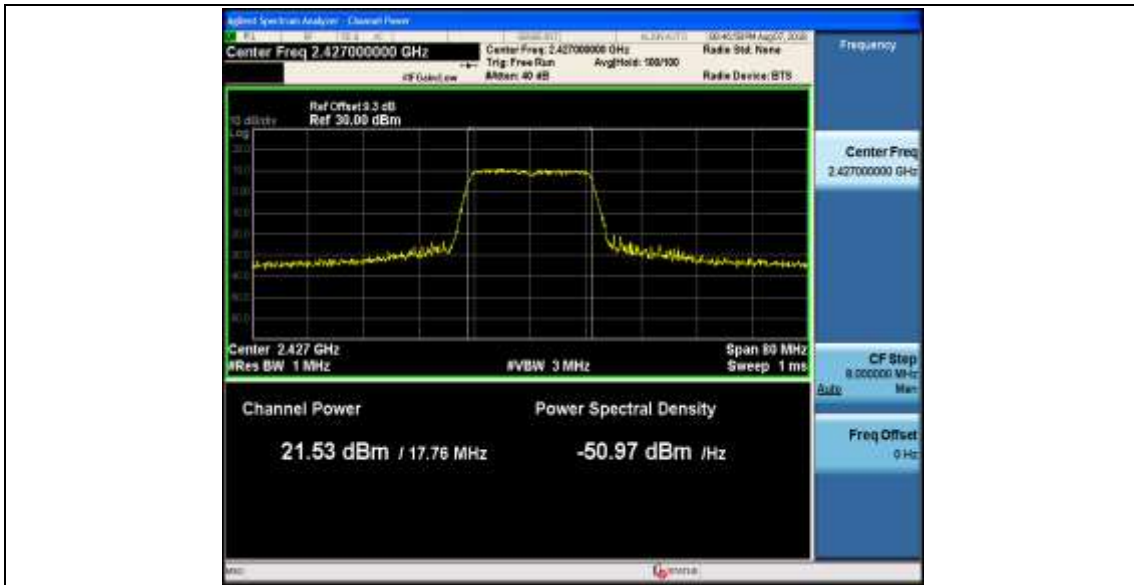 Agilent Spectrum Analyzer - Channel Power
Center Freq 2.427000000 GHz
Center Freq: 2.427000000 GHz
Trig: Free Run Avg|Hold: 100/100
#Atten: 40 dB
#IFGain:Low
Radio Std: None
Radio Device: BTS
Frequency
Ref Offset 9.3 dB
10 dB/div Ref 30.00 dBm
Log
Center Freq
2.427000000 GHz
Center 2.427 GHz
Span 80 MHz
#Res BW 1 MHz
#VBW 3 MHz
Sweep 1 ms
CF Step
8.000000 MHz
Auto Man
Channel Power
Power Spectral Density
21.53 dBm / 17.76 MHz
-50.97 dBm /Hz
Freq Offset
0 Hz
MSG
STATUS